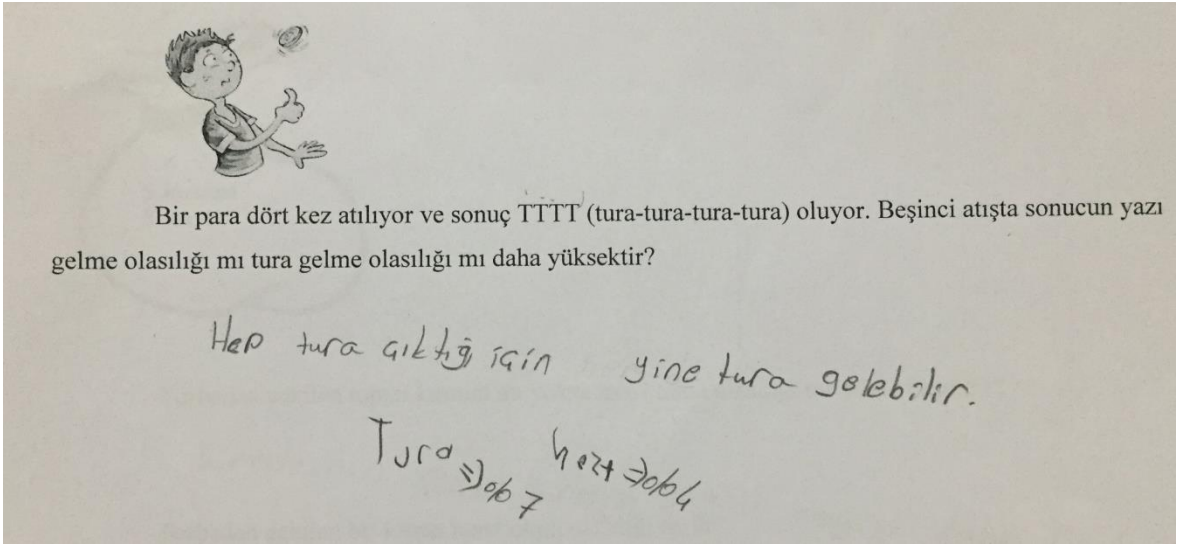 Bir para dört kez atılıyor ve sonuç TTTT (tura-tura-tura-tura) oluyor. Beşinci atışta sonucun yazı
gelme olasılığı mı tura gelme olasılığı mı daha yüksektir?
Hep tura çıktığı için yine tura gelebilir.
Tura => %7
=> %4